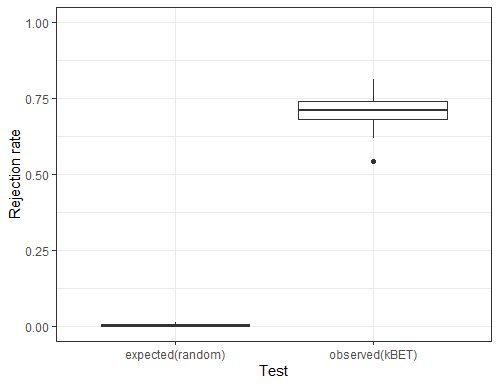 1.00
0.75
0.50
0.25
0.00
Rejection rate
expected(random)
observed(kBET)
Test